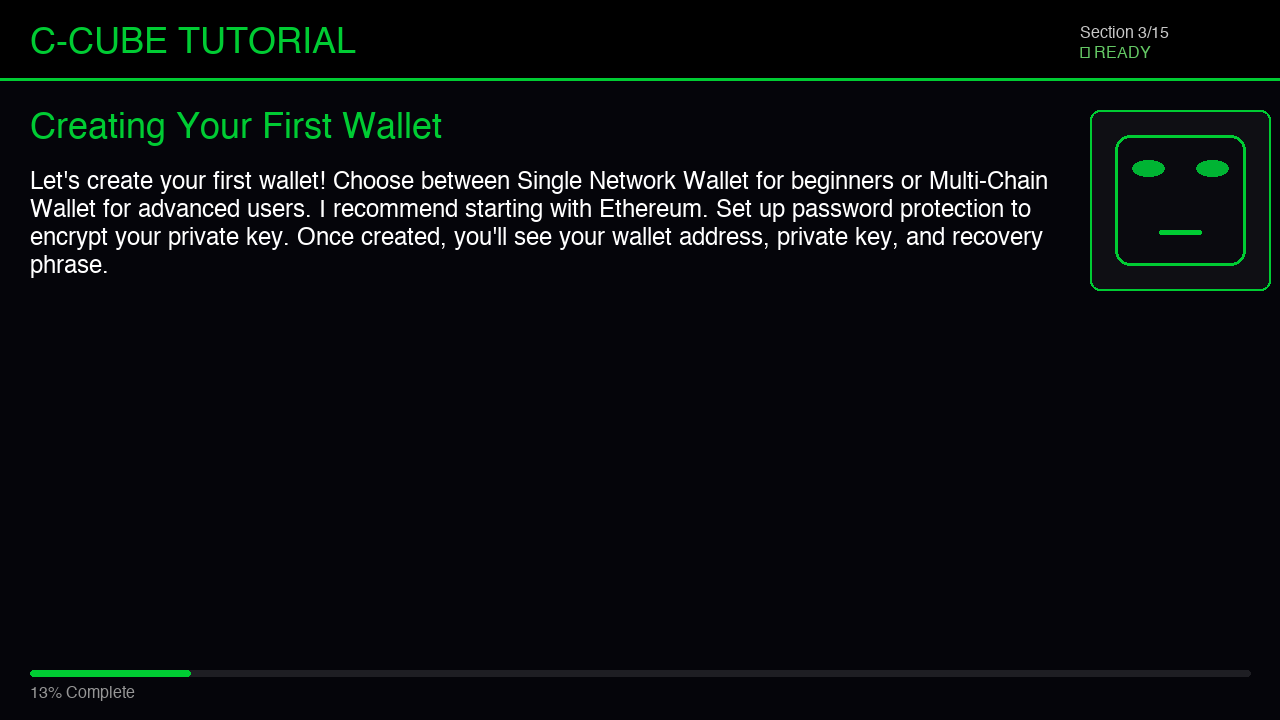 C-CUBE TUTORIAL
Section 3/15
READY
Creating Your First Wallet
Let's create your first wallet! Choose between Single Network Wallet for beginners or Multi-Chain
Wallet for advanced users. I recommend starting with Ethereum. Set up password protection to
encrypt your private key. Once created, you'll see your wallet address, private key, and recovery
phrase.
13% Complete